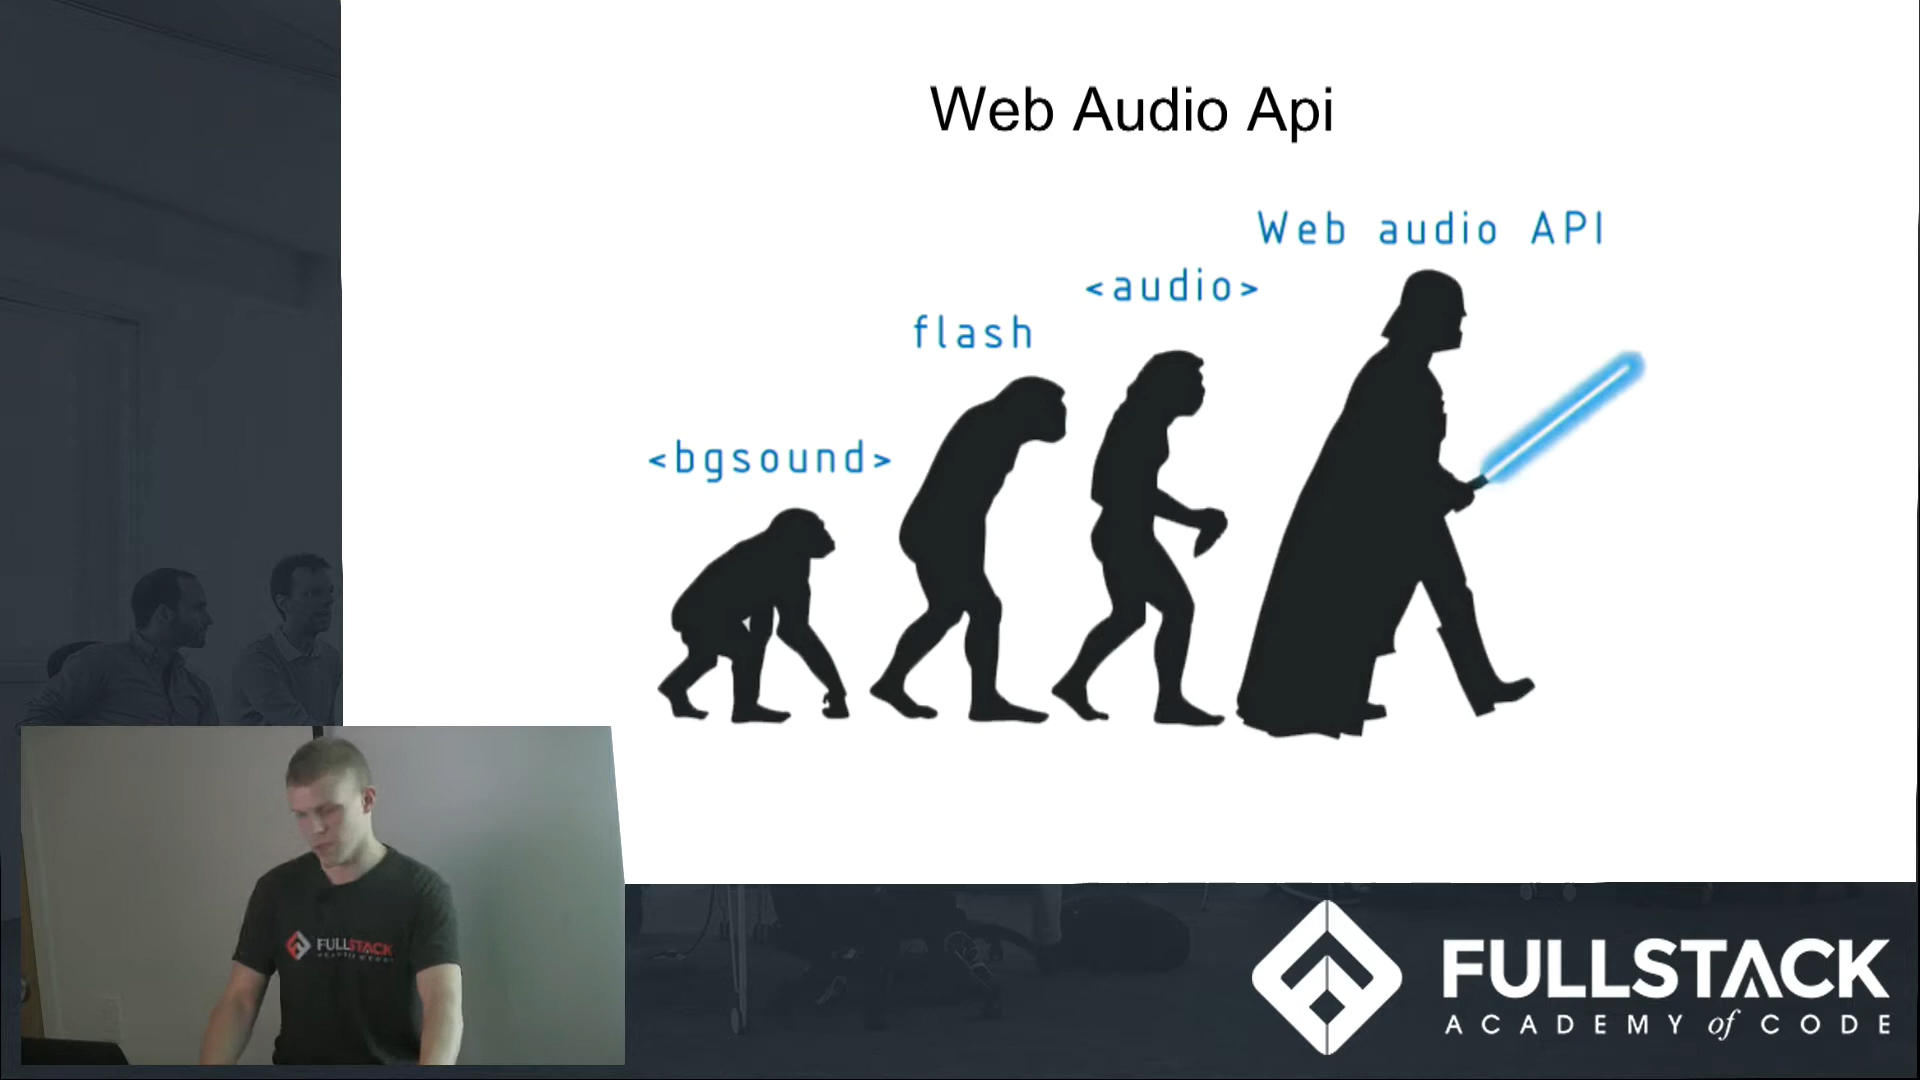 Web Audio Api
Web audio API
<audio>
flash
<bgsound>
FULLSTACK
FULLSTACK
ACADEMY of CODE